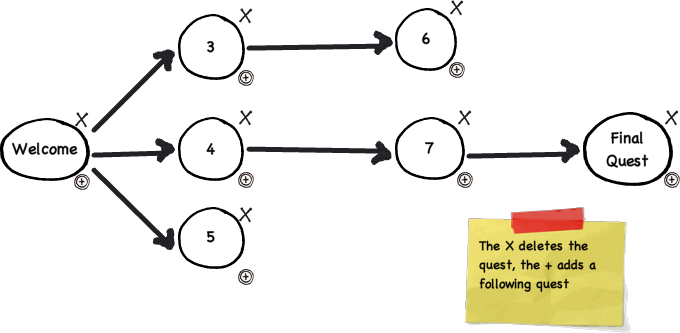 X
3
X
6
X
Welcome
X
4
X
7
X
Final
Quest
X
5
The X deletes the
quest, the + adds a
following quest